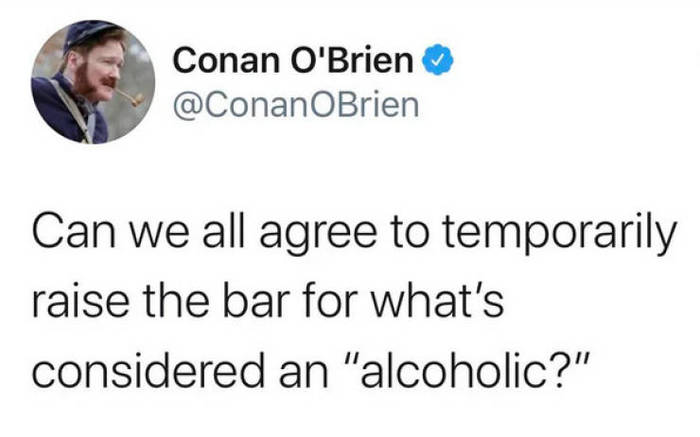 Conan O'Brien
@ConanOBrien
Can we all agree to temporarily
raise the bar for what's
considered an "alcoholic?"